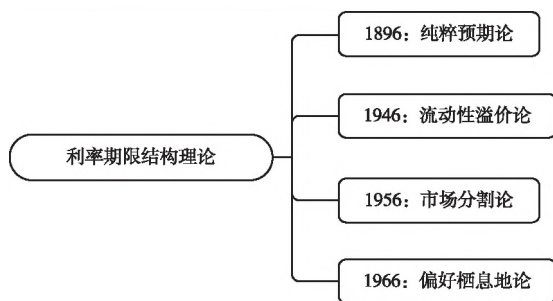 利率期限结构理论
1896：纯粹预期论
1946：流动性溢价论
1956：市场分割论
1966：偏好栖息地论